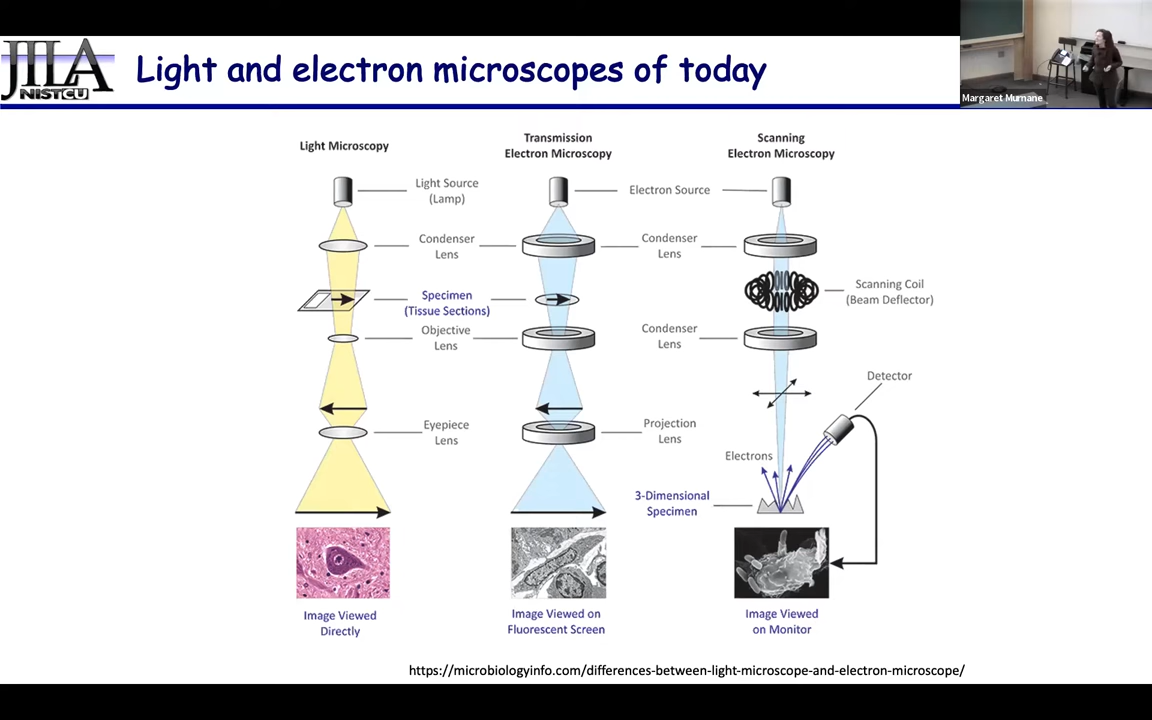 JILA
NIST CU
Light and electron microscopes of today
Margaret Murnane
Light Microscopy
Transmission
Electron Microscopy
Scanning
Electron Microscopy
Light Source
(Lamp)
Electron Source
Condenser
Lens
Condenser
Lens
Scanning Coil
(Beam Deflector)
Specimen
(Tissue Sections)
Objective
Lens
Condenser
Lens
Detector
Eyepiece
Lens
Projection
Lens
Electrons
3-Dimensional
Specimen
Image Viewed
Directly
Image Viewed on
Fluorescent Screen
Image Viewed
on Monitor
https://microbiologyinfo.com/differences-between-light-microscope-and-electron-microscope/